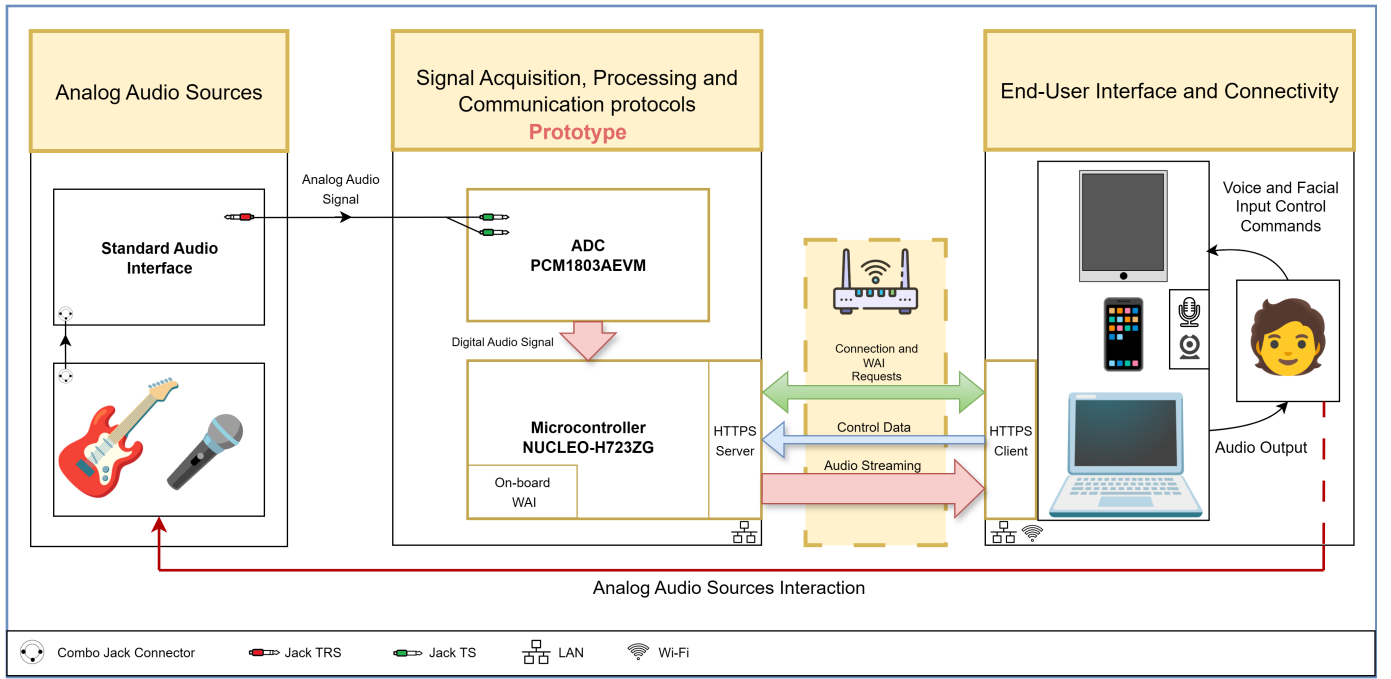 Analog Audio Sources
Signal Acquisition, Processing and
Communication protocols
Prototype
End-User Interface and Connectivity
Analog Audio
Signal
Standard Audio
Interface
ADC
PCM1803AEVM
Digital Audio Signal
Microcontroller
NUCLEO-H723ZG
On-board
WAI
HTTPS
Server
Connection and
WAI
Requests
Control Data
Audio Streaming
HTTPS
Client
Voice and Facial
Input Control
Commands
Audio Output
Analog Audio Sources Interaction
Combo Jack Connector
Jack TRS
Jack TS
LAN
Wi-Fi